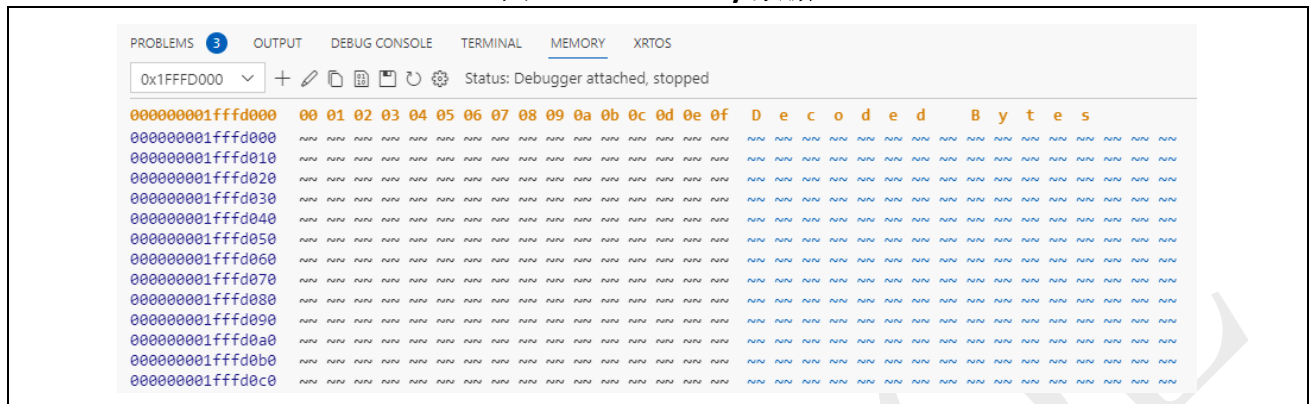 PROBLEMS 3 OUTPUT DEBUG CONSOLE TERMINAL MEMORY XRTOS
0x1FFFD000 Status: Debugger attached, stopped
000000001fffd000 00 01 02 03 04 05 06 07 08 09 0a 0b 0c 0d 0e 0f D e c o d e d B y t e s
000000001fffd000 ~~ ~~ ~~ ~~ ~~ ~~ ~~ ~~ ~~ ~~ ~~ ~~ ~~ ~~ ~~ ~~ ~~ ~~ ~~ ~~ ~~ ~~ ~~ ~~ ~~ ~~ ~~ ~~ ~~ ~~ ~~ ~~
000000001fffd010 ~~ ~~ ~~ ~~ ~~ ~~ ~~ ~~ ~~ ~~ ~~ ~~ ~~ ~~ ~~ ~~ ~~ ~~ ~~ ~~ ~~ ~~ ~~ ~~ ~~ ~~ ~~ ~~ ~~ ~~ ~~ ~~
000000001fffd020 ~~ ~~ ~~ ~~ ~~ ~~ ~~ ~~ ~~ ~~ ~~ ~~ ~~ ~~ ~~ ~~ ~~ ~~ ~~ ~~ ~~ ~~ ~~ ~~ ~~ ~~ ~~ ~~ ~~ ~~ ~~ ~~
000000001fffd030 ~~ ~~ ~~ ~~ ~~ ~~ ~~ ~~ ~~ ~~ ~~ ~~ ~~ ~~ ~~ ~~ ~~ ~~ ~~ ~~ ~~ ~~ ~~ ~~ ~~ ~~ ~~ ~~ ~~ ~~ ~~ ~~
000000001fffd040 ~~ ~~ ~~ ~~ ~~ ~~ ~~ ~~ ~~ ~~ ~~ ~~ ~~ ~~ ~~ ~~ ~~ ~~ ~~ ~~ ~~ ~~ ~~ ~~ ~~ ~~ ~~ ~~ ~~ ~~ ~~ ~~
000000001fffd050 ~~ ~~ ~~ ~~ ~~ ~~ ~~ ~~ ~~ ~~ ~~ ~~ ~~ ~~ ~~ ~~ ~~ ~~ ~~ ~~ ~~ ~~ ~~ ~~ ~~ ~~ ~~ ~~ ~~ ~~ ~~ ~~
000000001fffd060 ~~ ~~ ~~ ~~ ~~ ~~ ~~ ~~ ~~ ~~ ~~ ~~ ~~ ~~ ~~ ~~ ~~ ~~ ~~ ~~ ~~ ~~ ~~ ~~ ~~ ~~ ~~ ~~ ~~ ~~ ~~ ~~
000000001fffd070 ~~ ~~ ~~ ~~ ~~ ~~ ~~ ~~ ~~ ~~ ~~ ~~ ~~ ~~ ~~ ~~ ~~ ~~ ~~ ~~ ~~ ~~ ~~ ~~ ~~ ~~ ~~ ~~ ~~ ~~ ~~ ~~
000000001fffd080 ~~ ~~ ~~ ~~ ~~ ~~ ~~ ~~ ~~ ~~ ~~ ~~ ~~ ~~ ~~ ~~ ~~ ~~ ~~ ~~ ~~ ~~ ~~ ~~ ~~ ~~ ~~ ~~ ~~ ~~ ~~ ~~
000000001fffd090 ~~ ~~ ~~ ~~ ~~ ~~ ~~ ~~ ~~ ~~ ~~ ~~ ~~ ~~ ~~ ~~ ~~ ~~ ~~ ~~ ~~ ~~ ~~ ~~ ~~ ~~ ~~ ~~ ~~ ~~ ~~ ~~
000000001fffd0a0 ~~ ~~ ~~ ~~ ~~ ~~ ~~ ~~ ~~ ~~ ~~ ~~ ~~ ~~ ~~ ~~ ~~ ~~ ~~ ~~ ~~ ~~ ~~ ~~ ~~ ~~ ~~ ~~ ~~ ~~ ~~ ~~
000000001fffd0b0 ~~ ~~ ~~ ~~ ~~ ~~ ~~ ~~ ~~ ~~ ~~ ~~ ~~ ~~ ~~ ~~ ~~ ~~ ~~ ~~ ~~ ~~ ~~ ~~ ~~ ~~ ~~ ~~ ~~ ~~ ~~ ~~
000000001fffd0c0 ~~ ~~ ~~ ~~ ~~ ~~ ~~ ~~ ~~ ~~ ~~ ~~ ~~ ~~ ~~ ~~ ~~ ~~ ~~ ~~ ~~ ~~ ~~ ~~ ~~ ~~ ~~ ~~ ~~ ~~ ~~ ~~